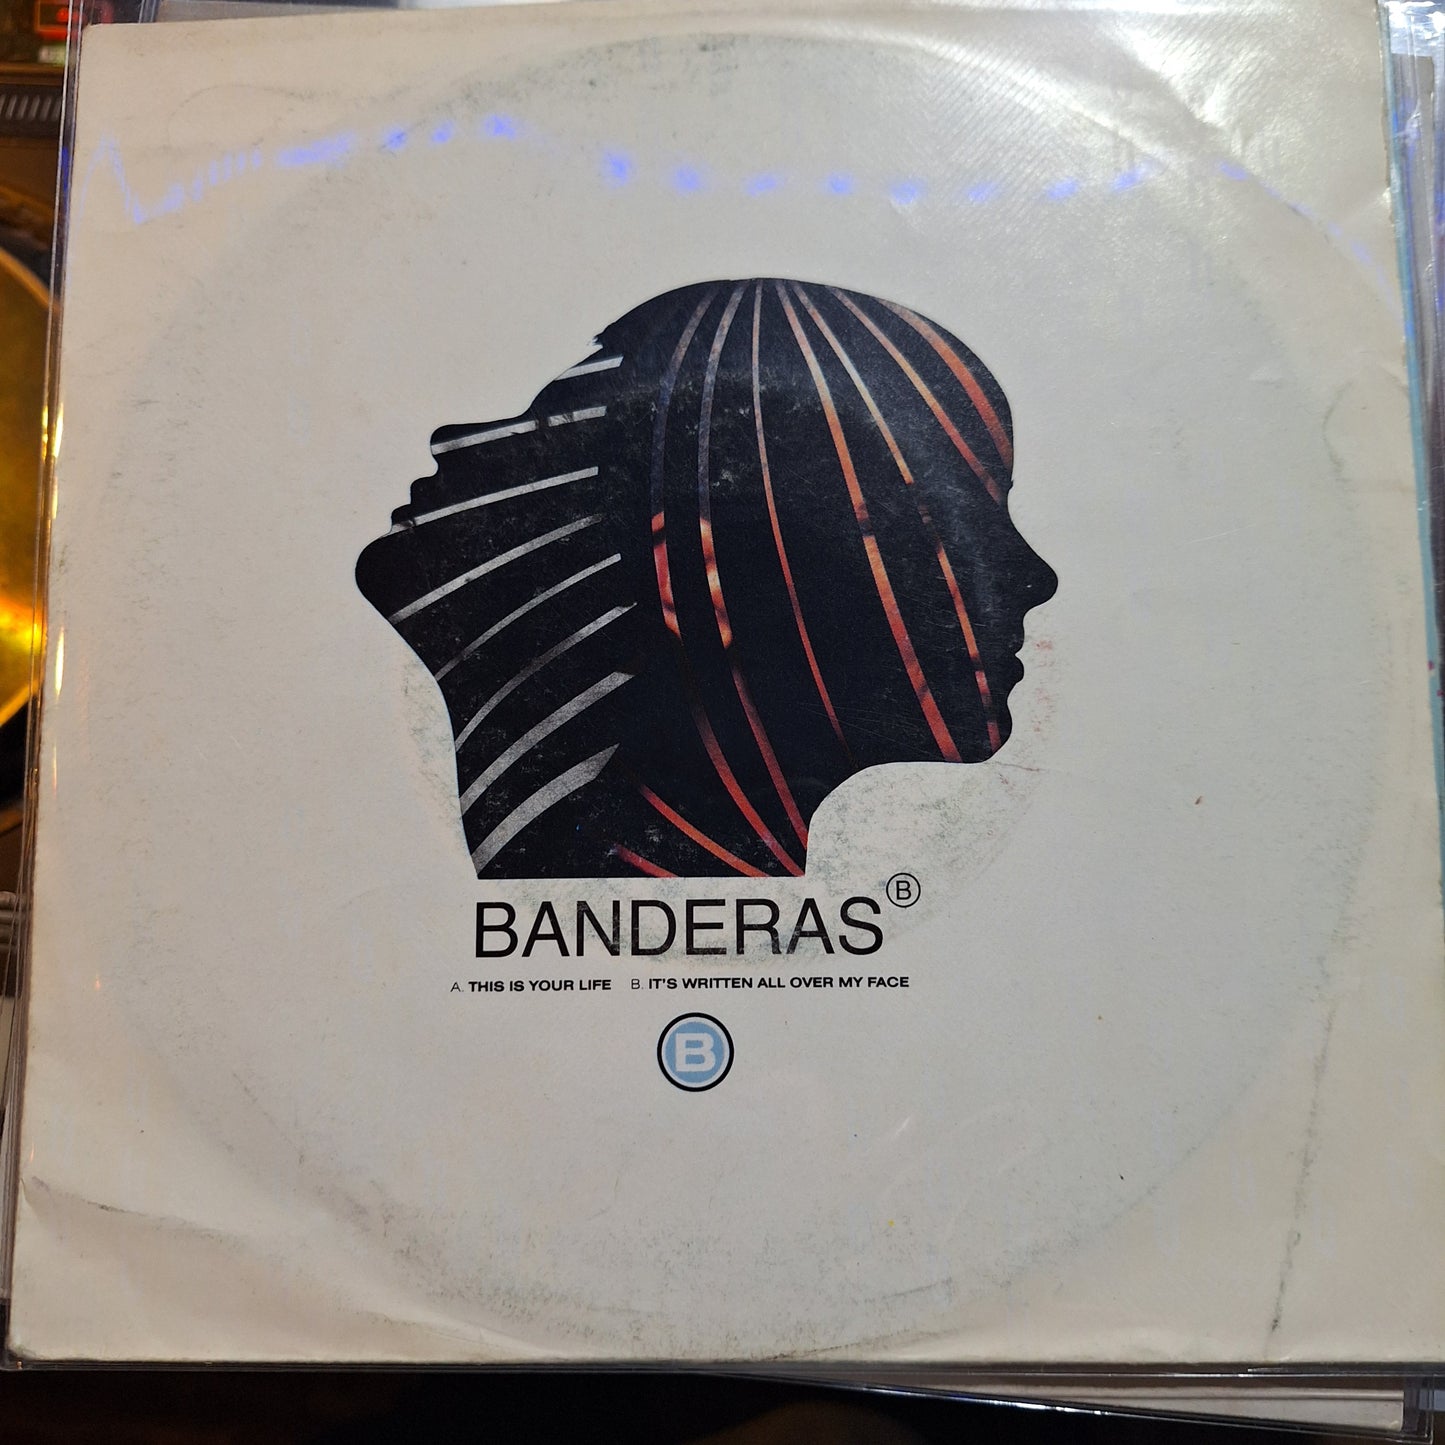 BANDERAS Ⓑ
A. THIS IS YOUR LIFE B. IT'S WRITTEN ALL OVER MY FACE
B